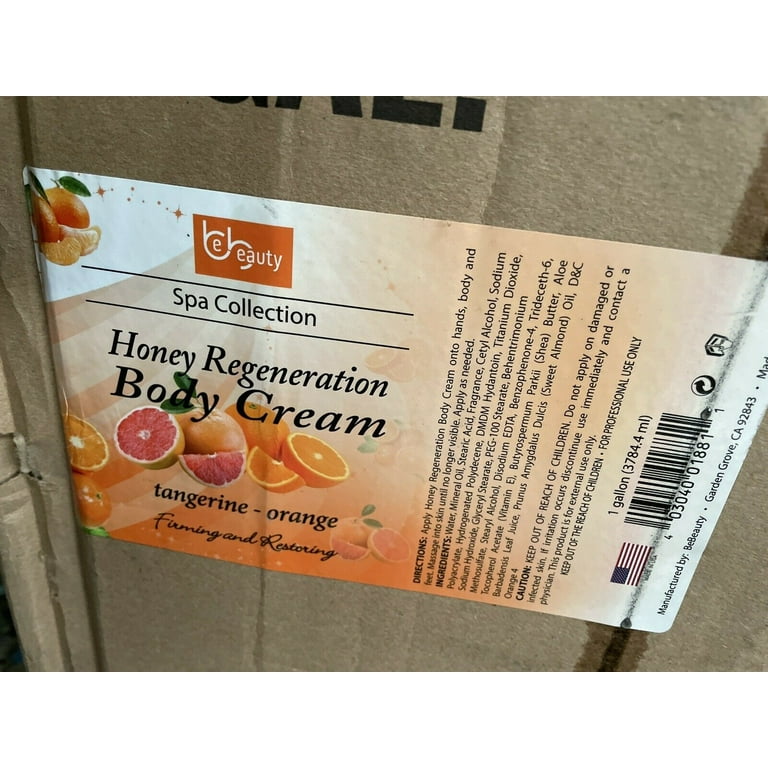 GAL.
Be Beauty
Spa Collection
Honey Regeneration
Body Cream
tangerine - orange
Firming and Restoring
DIRECTIONS: Apply Honey Regeneration Body Cream onto hands, body and
feet. Massage into skin until no longer visible. Apply as needed.
INGREDIENTS: Water, Mineral Oil, Stearic Acid, Fragrance, Cetyl Alcohol, Sodium
Polyacrylate, Hydrogenated Polydecene, DMDM Hydantoin, Titanium Dioxide,
Sodium Hydroxide, Glyceryl Stearate, PEG-100 Stearate, Behentrimonium
Methosulfate, Stearyl Alcohol, Disodium EDTA, Benzophenone-4, Trideceth-6,
Tocopherol Acetate (Vitamin E), Butyrospermum Parkii (Shea) Butter, Aloe
Barbadensis Leaf Juice, Prunus Amygdalus Dulcis (Sweet Almond) Oil, D&C
Orange 4
CAUTION: KEEP OUT OF REACH OF CHILDREN. Do not apply on damaged or
infected skin. If irritation occurs discontinue use immediately and contact a
physician. This product is for external use only.
KEEP OUT OF THE REACH OF CHILDREN • FOR PROFESSIONAL USE ONLY
1 gallon (3784.4 ml)
4 03040 01881 1
Manufactured by: BeBeauty • Garden Grove, CA 92843 •